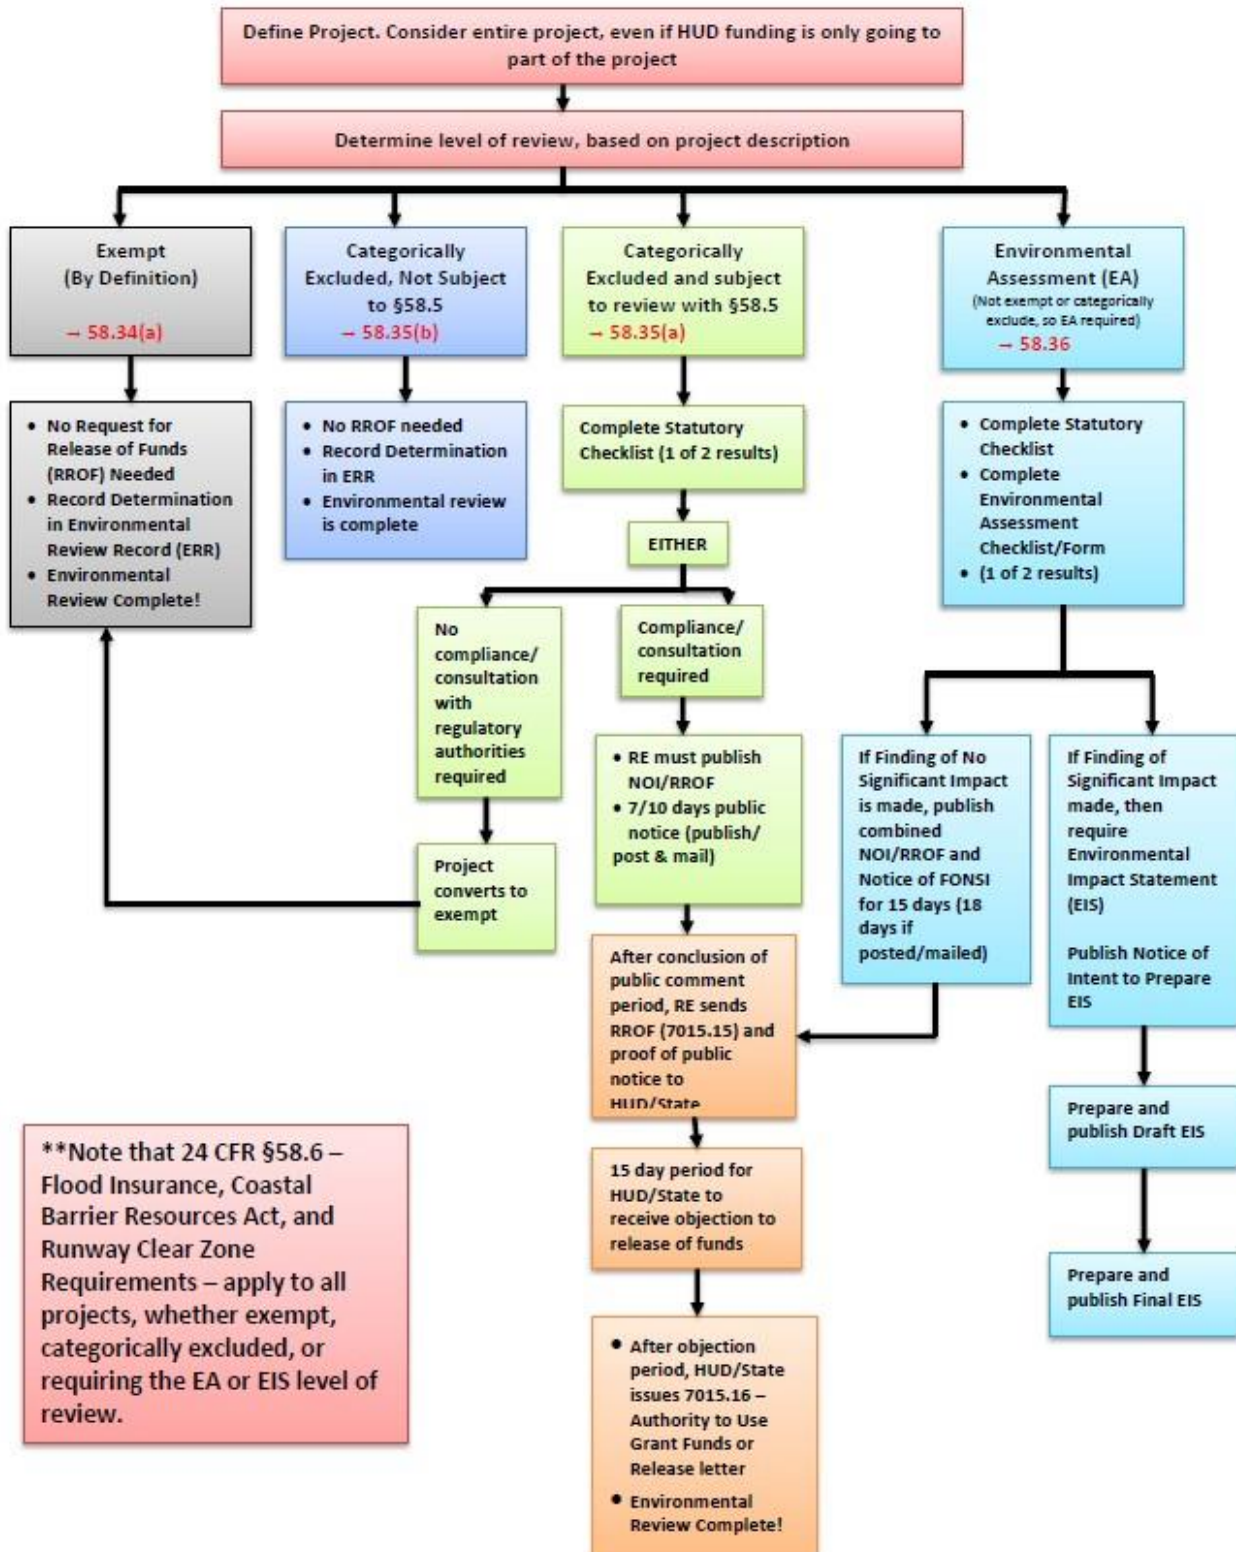 Define Project. Consider entire project, even if HUD funding is only going to
part of the project
Determine level of review, based on project description
Exempt
(By Definition)
→ 58.34(a)
Categorically
Excluded, Not Subject
to §58.5
→ 58.35(b)
Categorically
Excluded and subject
to review with §58.5
→ 58.35(a)
Environmental
Assessment (EA)
(Not exempt or categorically
exclude, so EA required)
→ 58.36
• No Request for
Release of Funds
(RROF) Needed
• Record Determination
in Environmental
Review Record (ERR)
• Environmental
Review Complete!
• No RROF needed
• Record Determination
in ERR
• Environmental review
is complete
Complete Statutory
Checklist (1 of 2 results)
• Complete Statutory
Checklist
• Complete
Environmental
Assessment
Checklist/Form
• (1 of 2 results)
EITHER
No
compliance/
consultation
with
regulatory
authorities
required
Compliance/
consultation
required
Project
converts to
exempt
• RE must publish
NOI/RROF
• 7/10 days public
notice (publish/
post & mail)
If Finding of No
Significant Impact
is made, publish
combined
NOI/RROF and
Notice of FONSI
for 15 days (18
days if
posted/mailed)
If Finding of
Significant Impact
made, then
require
Environmental
Impact Statement
(EIS)
Publish Notice of
Intent to Prepare
EIS
After conclusion of
public comment
period, RE sends
RROF (7015.15) and
proof of public
notice to
HUD/State
Prepare and
publish Draft EIS
15 day period for
HUD/State to
receive objection to
release of funds
Prepare and
publish Final EIS
• After objection
period, HUD/State
issues 7015.16 –
Authority to Use
Grant Funds or
Release letter
• Environmental
Review Complete!
**Note that 24 CFR §58.6 –
Flood Insurance, Coastal
Barrier Resources Act, and
Runway Clear Zone
Requirements – apply to all
projects, whether exempt,
categorically excluded, or
requiring the EA or EIS level of
review.